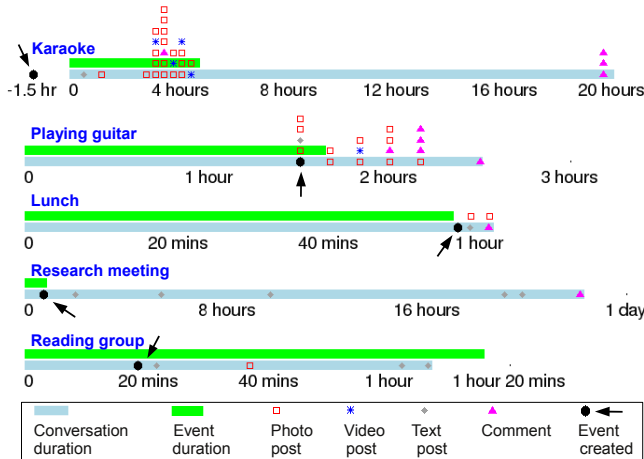 Karaoke
-1.5 hr 0 4 hours 8 hours 12 hours 16 hours 20 hours
Playing guitar
0 1 hour 2 hours 3 hours
Lunch
0 20 mins 40 mins 1 hour
Research meeting
0 8 hours 16 hours 1 day
Reading group
0 20 mins 40 mins 1 hour 1 hour 20 mins
Conversation Event Photo Video Text Comment Event
duration duration post post post created